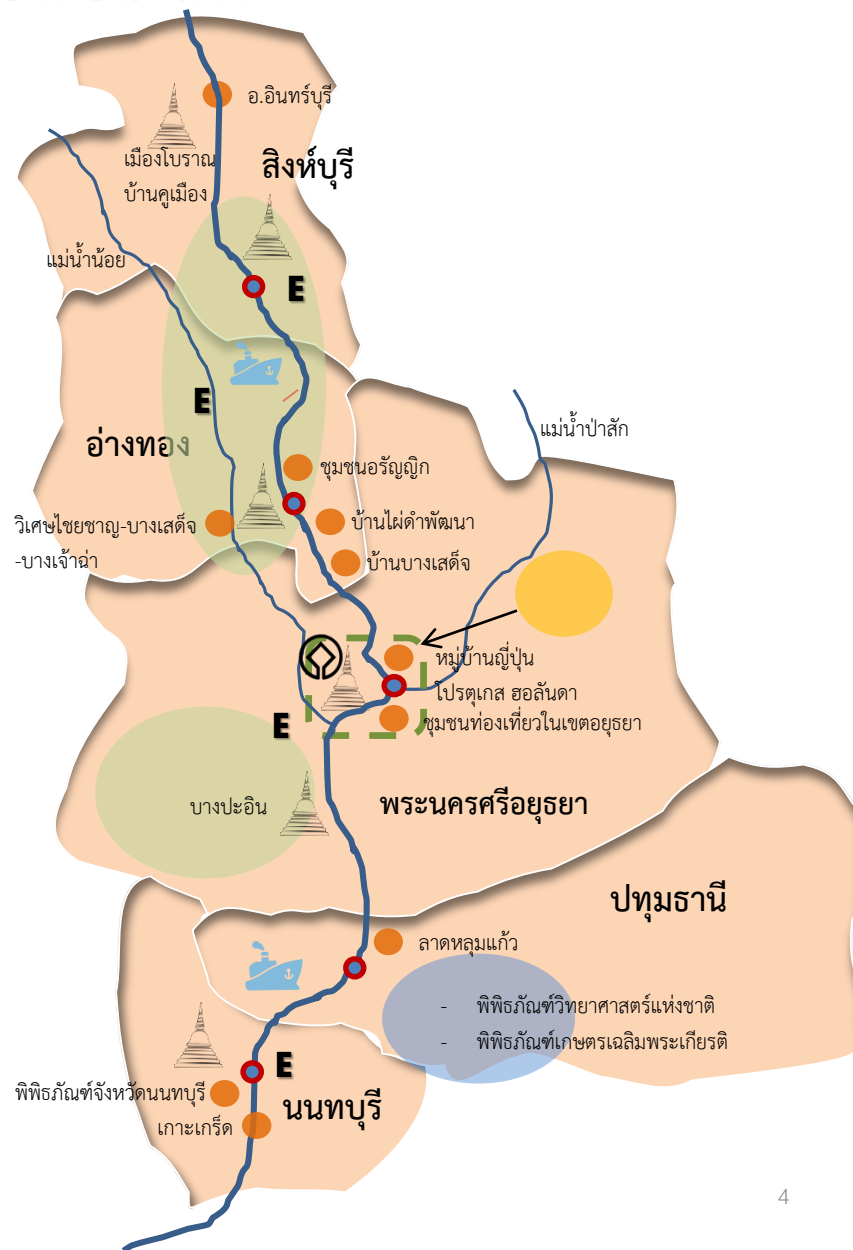 อ.อินทร์บุรี
เมืองโบราณ
บ้านคูเมือง
สิงห์บุรี
แม่น้ำน้อย
E
E
อ่างทอง
แม่น้ำป่าสัก
ชุมชนอรัญญิก
วิเศษไชยชาญ-บางเสด็จ
-บางเจ้าฉ่า
บ้านไผ่ดำพัฒนา
บ้านบางเสด็จ
หมู่บ้านญี่ปุ่น
โปรตุเกส ฮอลันดา
ชุมชนท่องเที่ยวในเขตอยุธยา
E
บางปะอิน
พระนครศรีอยุธยา
ปทุมธานี
ลาดหลุมแก้ว
- พิพิธภัณฑ์วิทยาศาสตร์แห่งชาติ
- พิพิธภัณฑ์เกษตรเฉลิมพระเกียรติ
E
พิพิธภัณฑ์จังหวัดนนทบุรี
นนทบุรี
เกาะเกร็ด
4